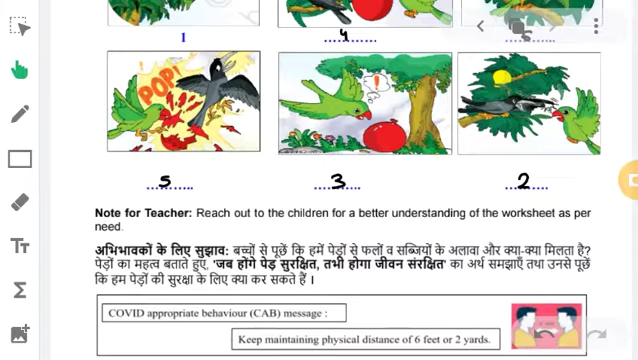 1
4
POP!
!
5
3
2
Note for Teacher: Reach out to the children for a better understanding of the worksheet as per
need.
अभिभावकों के लिए सुझाव: बच्चों से पूछें कि हमें पेड़ों से फलों व सब्जियों के अलावा और क्या-क्या मिलता है?
पेड़ों का महत्व बताते हुए, 'जब होंगे पेड़ सुरक्षित, तभी होगा जीवन संरक्षित' का अर्थ समझाएँ तथा उनसे पूछें
कि हम पेड़ों की सुरक्षा के लिए क्या कर सकते हैं ।
COVID appropriate behaviour (CAB) message :
Keep maintaining physical distance of 6 feet or 2 yards.
Tт
Σ